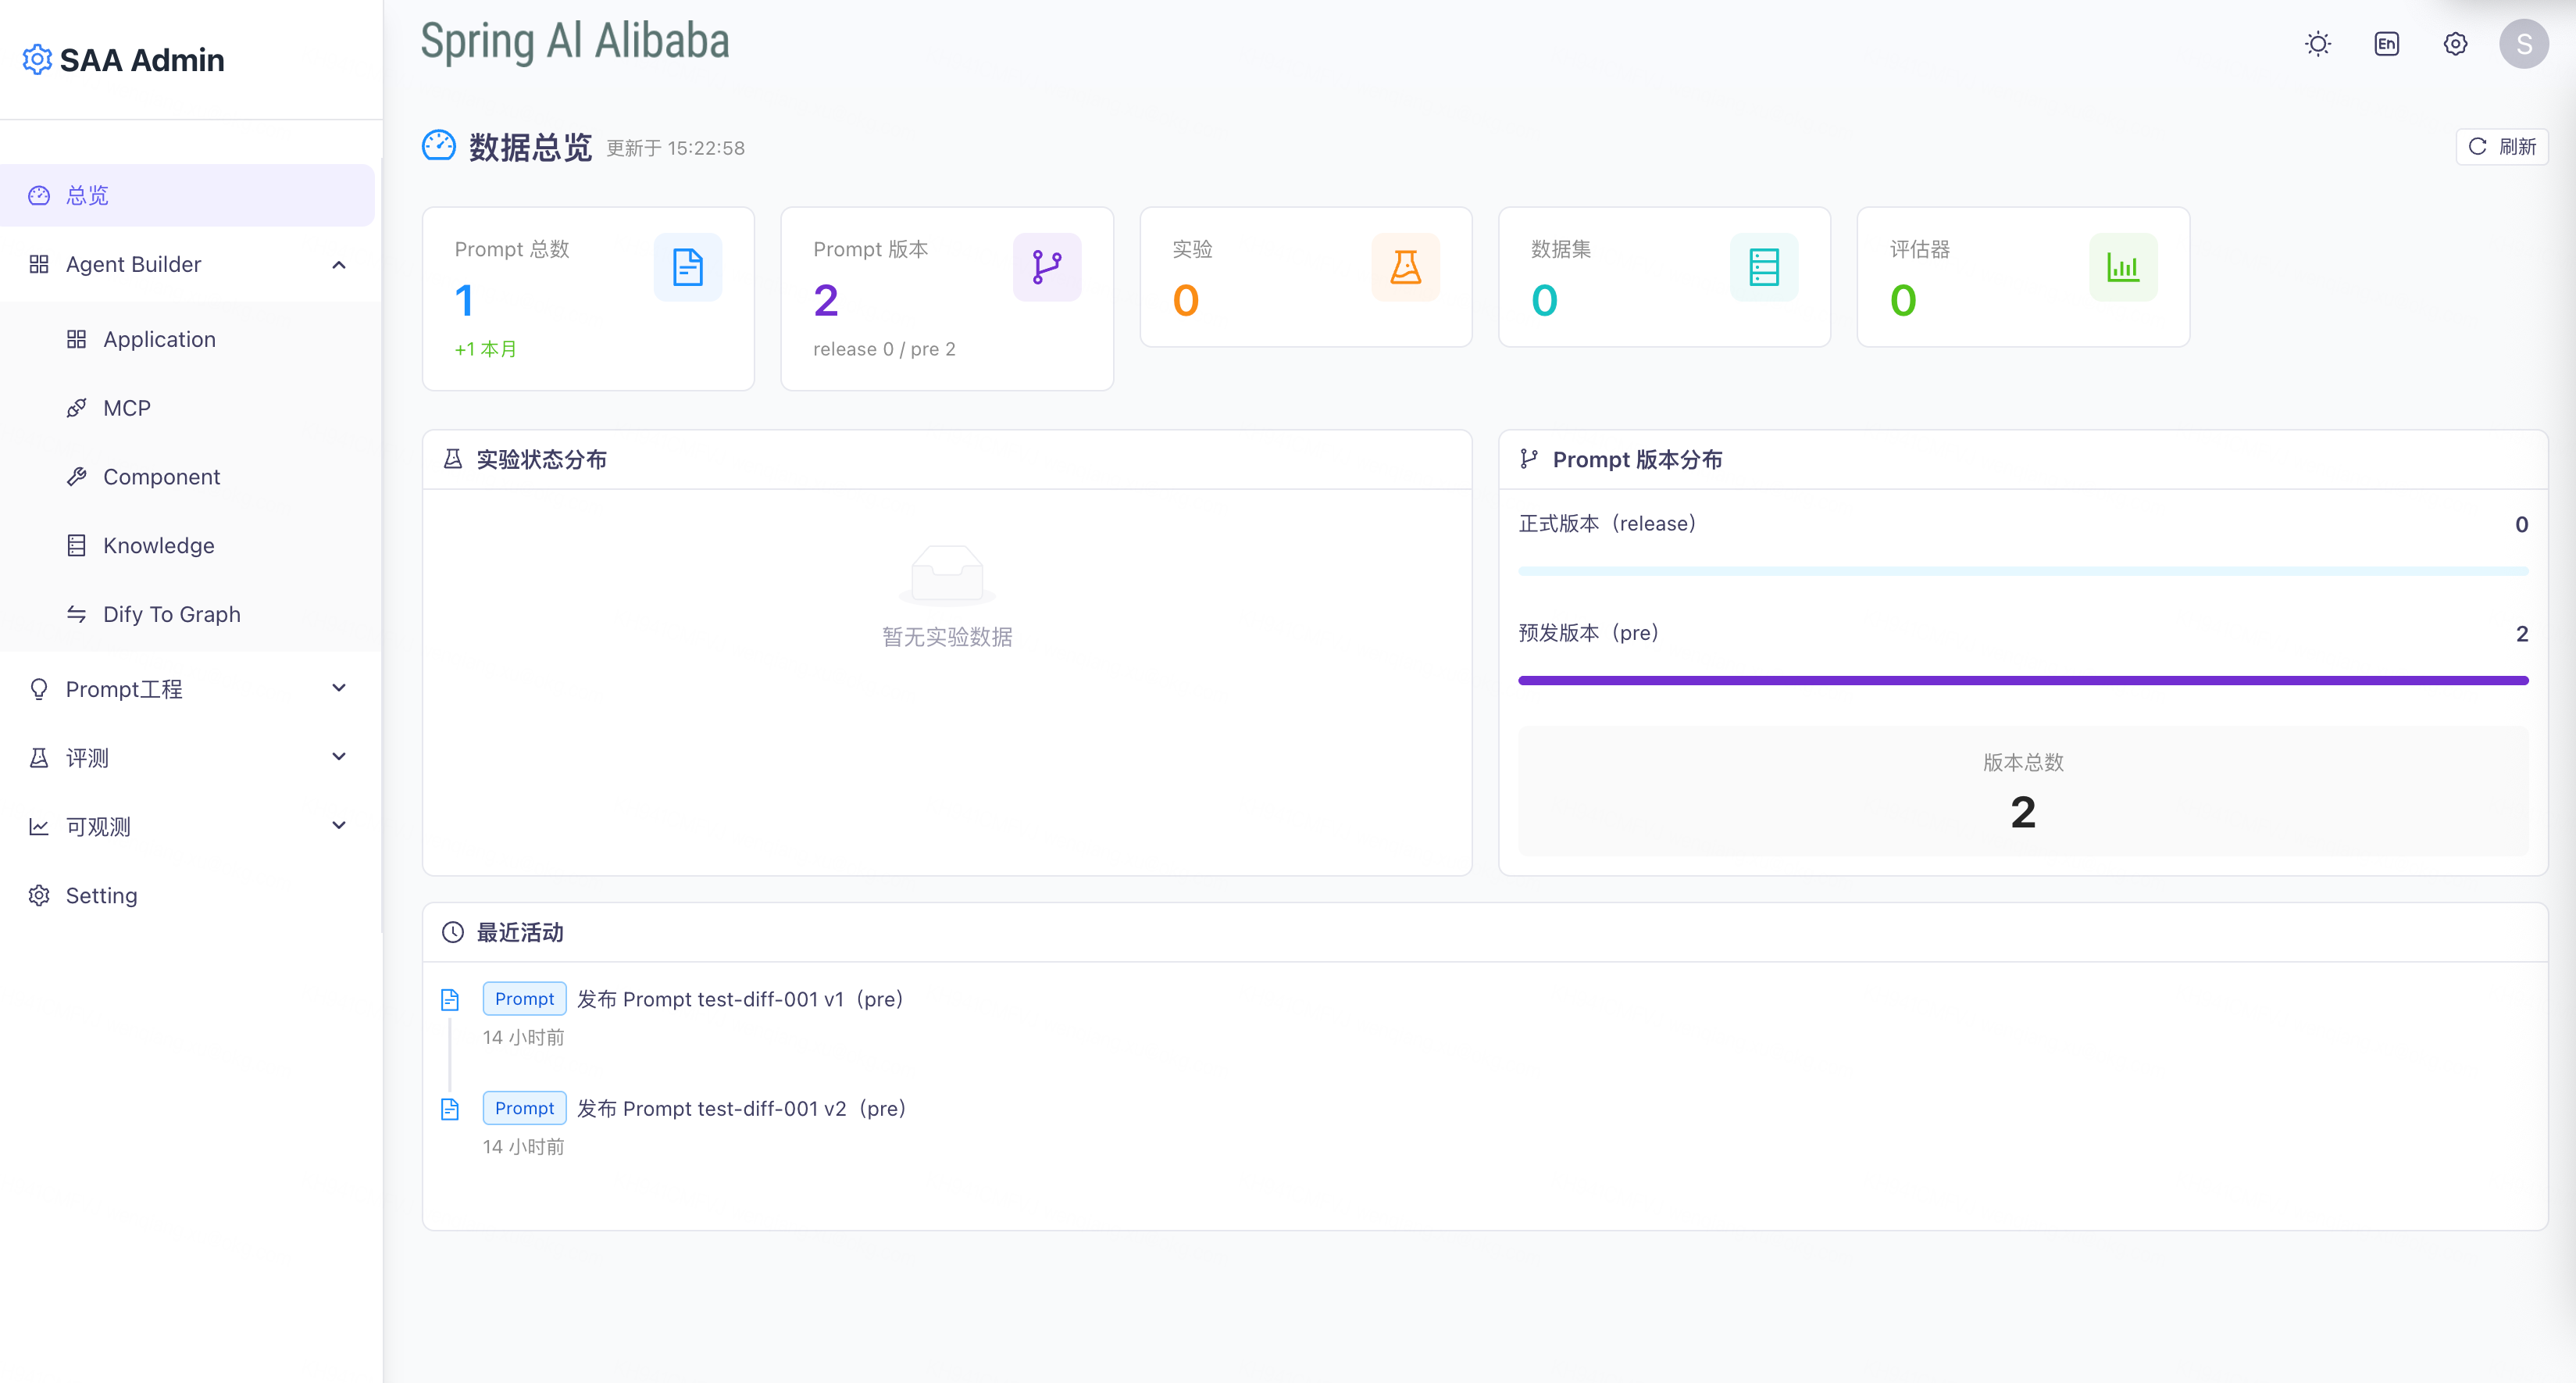 SAA Admin
Spring AI Alibaba
En
S
总览
Agent Builder
Application
MCP
Component
Knowledge
Dify To Graph
Prompt工程
评测
可观测
Setting
数据总览 更新于 15:22:58
刷新
Prompt 总数
1
+1 本月
Prompt 版本
2
release 0 / pre 2
实验
0
数据集
0
评估器
0
实验状态分布
暂无实验数据
Prompt 版本分布
正式版本（release） 0
预发版本（pre） 2
版本总数
2
最近活动
Prompt 发布 Prompt test-diff-001 v1（pre）
14 小时前
Prompt 发布 Prompt test-diff-001 v2（pre）
14 小时前